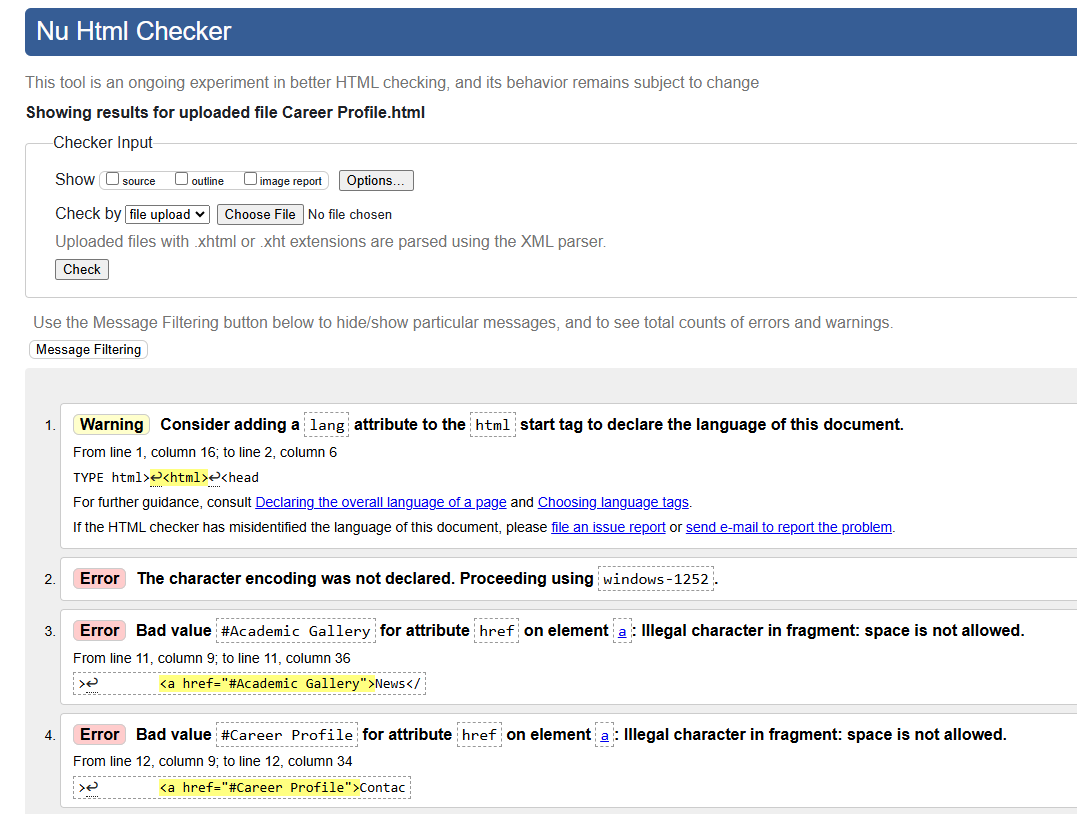 Nu Html Checker
This tool is an ongoing experiment in better HTML checking, and its behavior remains subject to change
Showing results for uploaded file Career Profile.html
Checker Input
Show source outline image report Options...
Check by file upload Choose File No file chosen
Uploaded files with .xhtml or .xht extensions are parsed using the XML parser.
Check
Use the Message Filtering button below to hide/show particular messages, and to see total counts of errors and warnings.
Message Filtering
1. Warning Consider adding a lang attribute to the html start tag to declare the language of this document.
From line 1, column 16; to line 2, column 6
TYPE html>↩<html>↩<head
For further guidance, consult Declaring the overall language of a page and Choosing language tags.
If the HTML checker has misidentified the language of this document, please file an issue report or send e-mail to report the problem.
2. Error The character encoding was not declared. Proceeding using windows-1252.
3. Error Bad value #Academic Gallery for attribute href on element a: Illegal character in fragment: space is not allowed.
From line 11, column 9; to line 11, column 36
>↩ <a href="#Academic Gallery">News</
4. Error Bad value #Career Profile for attribute href on element a: Illegal character in fragment: space is not allowed.
From line 12, column 9; to line 12, column 34
>↩ <a href="#Career Profile">Contac